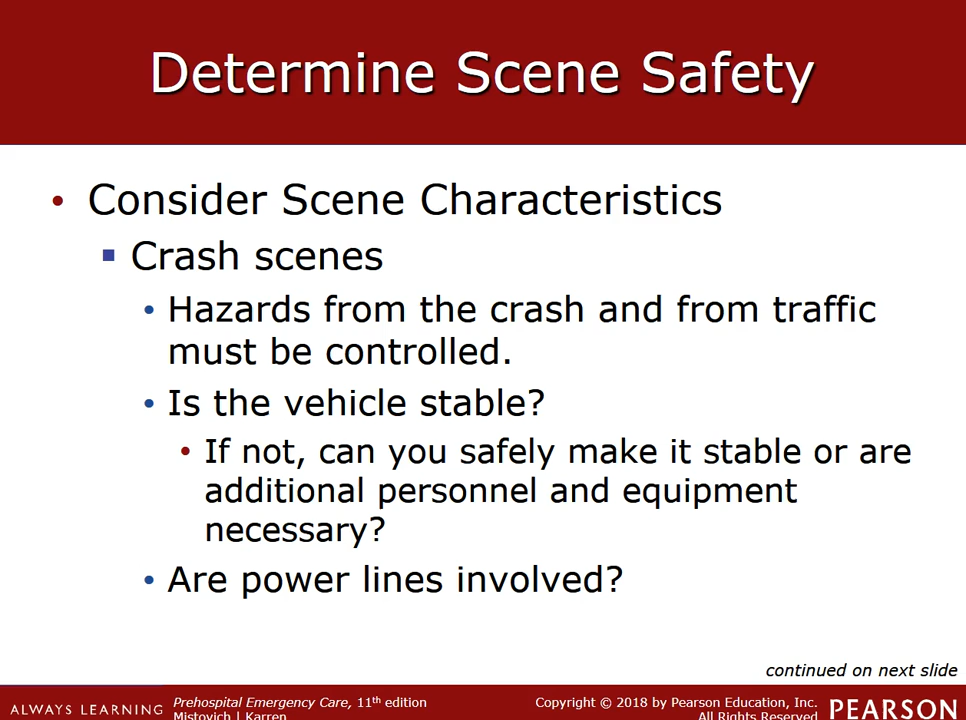 Determine Scene Safety
• Consider Scene Characteristics
▪ Crash scenes
• Hazards from the crash and from traffic
must be controlled.
• Is the vehicle stable?
• If not, can you safely make it stable or are
additional personnel and equipment
necessary?
• Are power lines involved?
continued on next slide
ALWAYS LEARNING
Prehospital Emergency Care, 11th edition
Mistovich | Karren
Copyright © 2018 by Pearson Education, Inc.
All Rights Reserved
PEARSON